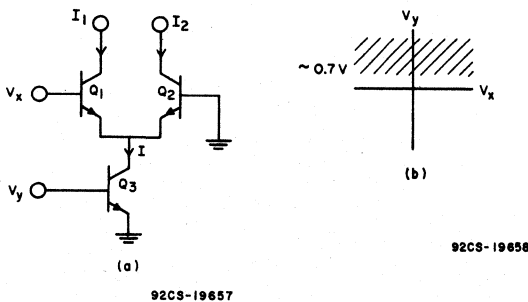 I1 I2
Vx Q1 Q2
I
Vy Q3
(a)
92CS-19657
Vy
~0.7V
Vx
(b)
92CS-19658